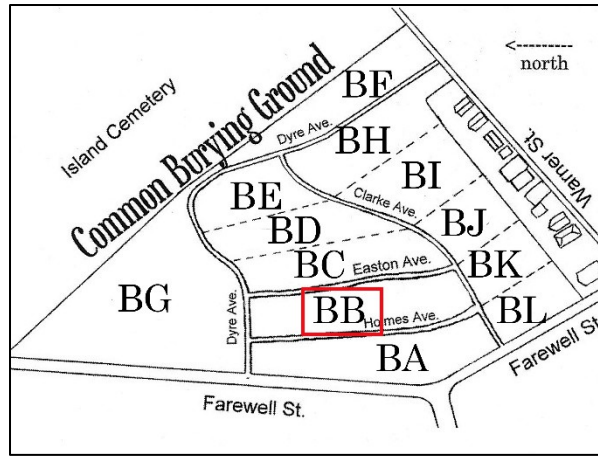 north
BF
Island Cemetery
Common Burying Ground
Dyre Ave.
BH
Warner St.
BI
BE
Clarke Ave.
BJ
BD
BC
Easton Ave.
BK
BG
BB
Dyre Ave.
Holmes Ave.
BL
BA
Farewell St.
Farewell St.